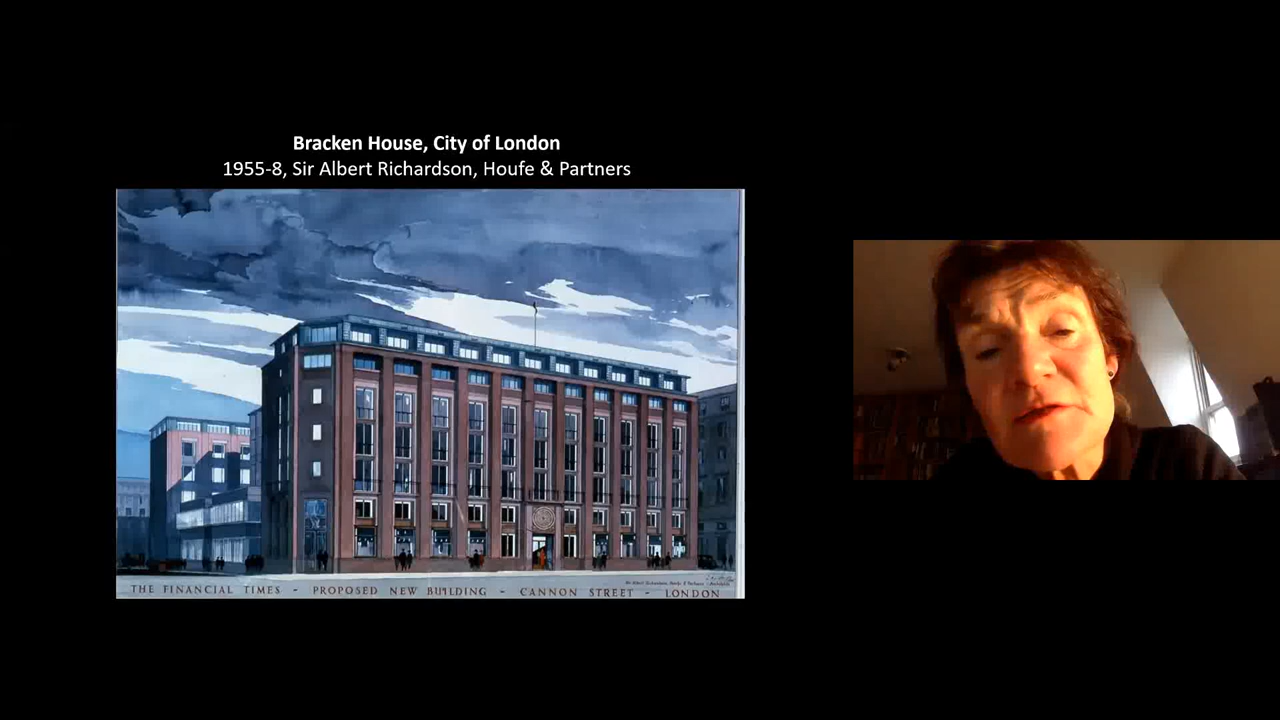 Bracken House, City of London
1955-8, Sir Albert Richardson, Houfe & Partners
THE FINANCIAL TIMES - PROPOSED NEW BUILDING - CANNON STREET - LONDON